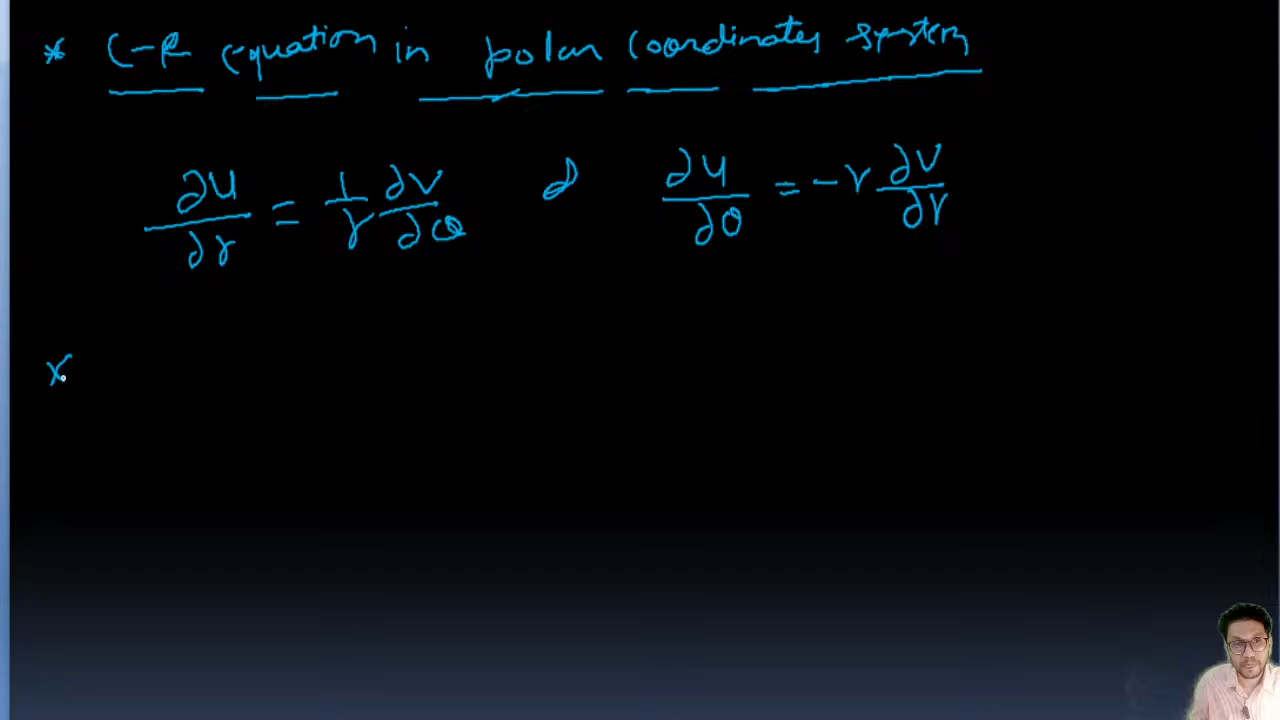 * C-R equation in polar coordinates system
∂u/∂r = 1/r ∂v/∂θ & ∂u/∂θ = -r ∂v/∂r
*